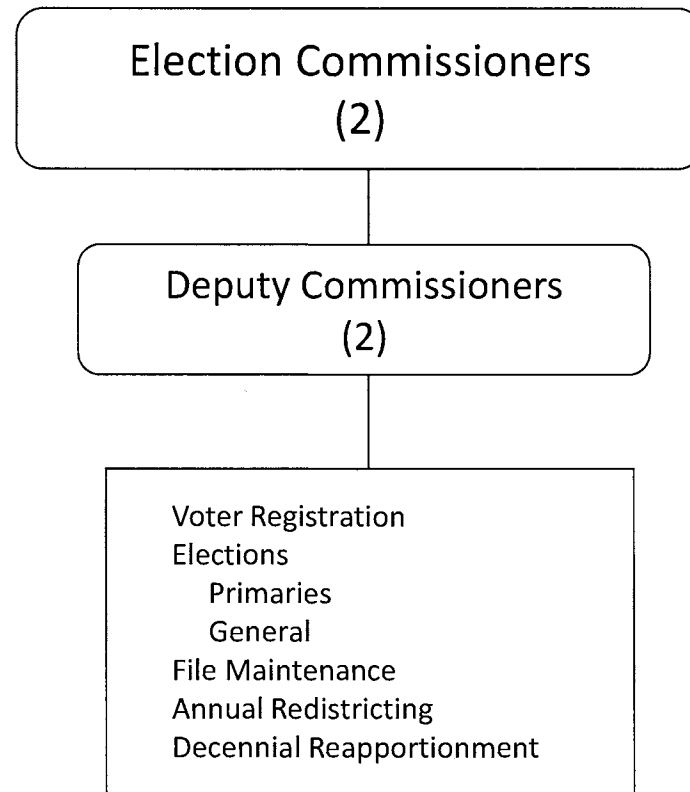 Election Commissioners
(2)
Deputy Commissioners
(2)
Voter Registration
Elections
Primaries
General
File Maintenance
Annual Redistricting
Decennial Reapportionment